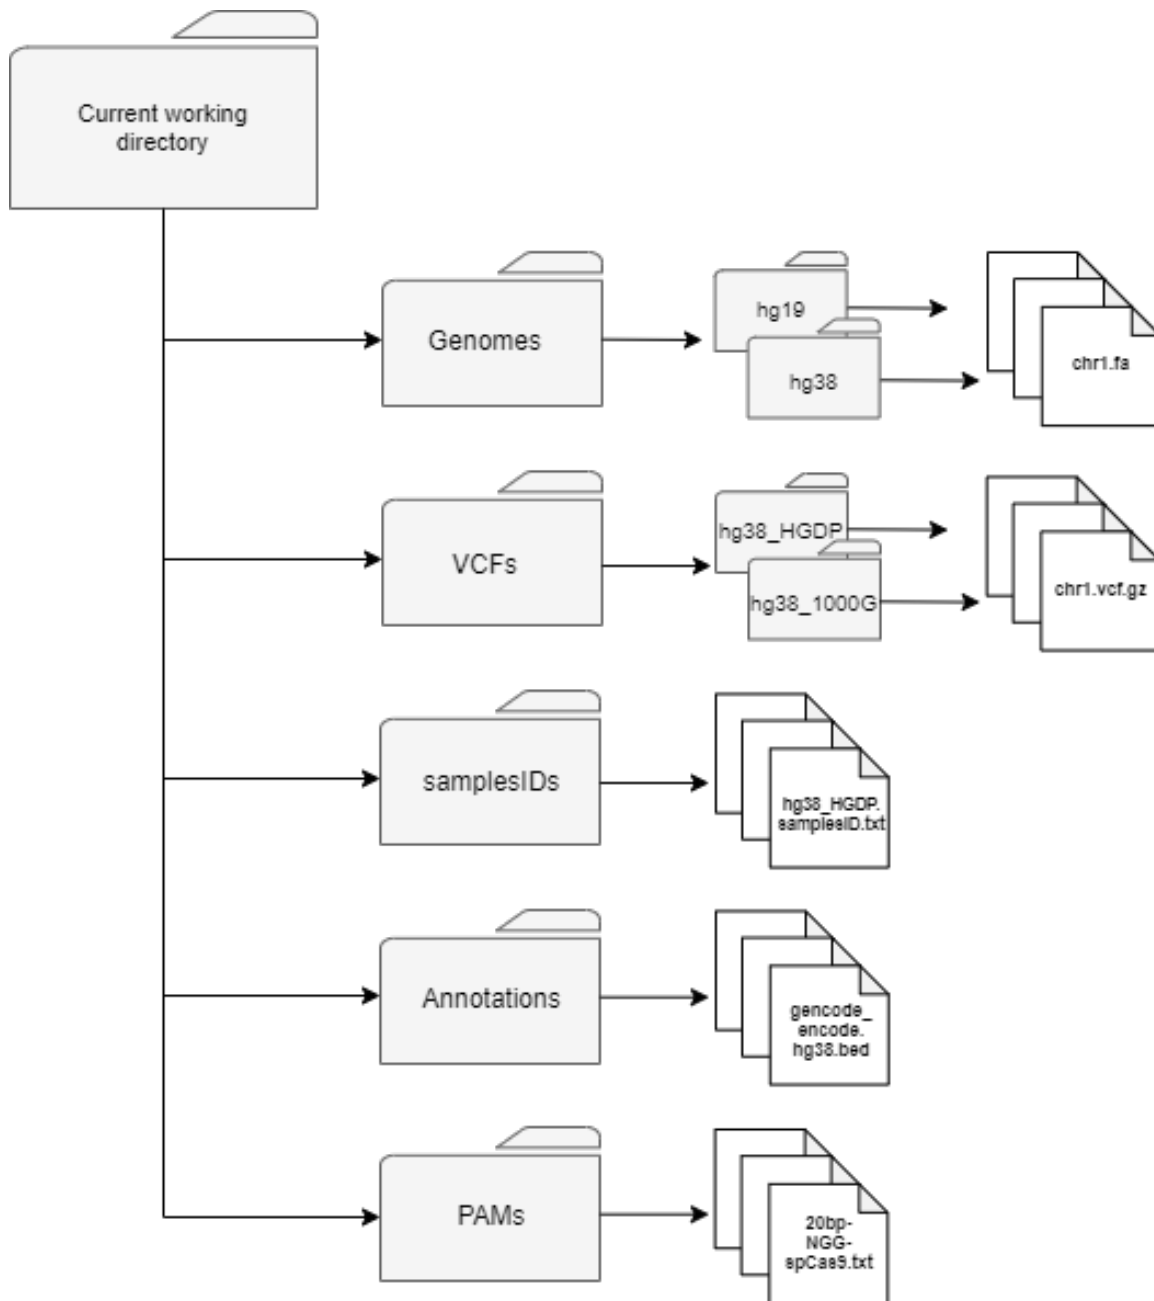 Current working
directory
Genomes
hg19
hg38
chr1.fa
VCFs
hg38_HGDP
hg38_1000G
chr1.vcf.gz
samplesIDs
hg38_HGDP.
samplesID.txt
Annotations
gencode_
encode.
hg38.bed
PAMs
20bp-
NGG-
spCas9.txt